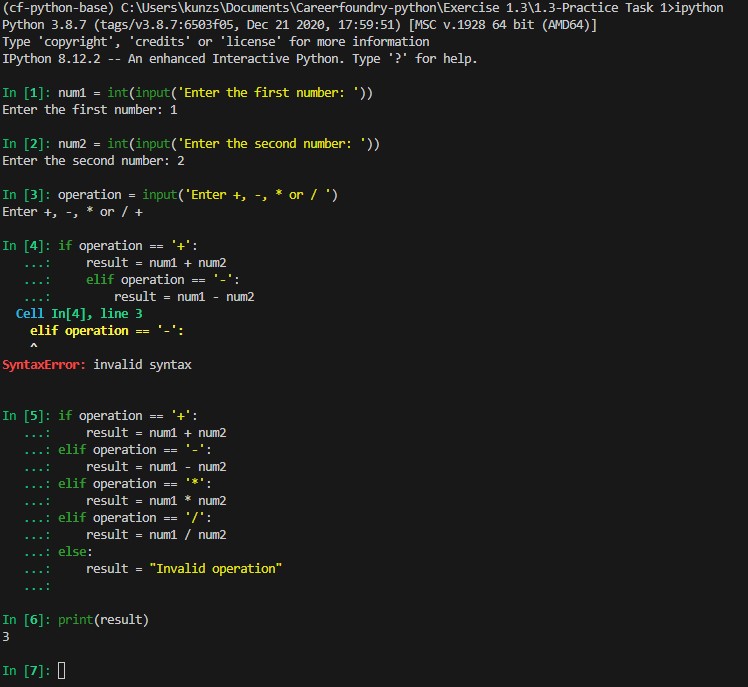 (cf-python-base) C:\Users\kunzs\Documents\Careerfoundry-python\Exercise 1.3\1.3-Practice Task 1>ipython
Python 3.8.7 (tags/v3.8.7:6503f05, Dec 21 2020, 17:59:51) [MSC v.1928 64 bit (AMD64)]
Type 'copyright', 'credits' or 'license' for more information
IPython 8.12.2 -- An enhanced Interactive Python. Type '?' for help.

In [1]: num1 = int(input('Enter the first number: '))
Enter the first number: 1

In [2]: num2 = int(input('Enter the second number: '))
Enter the second number: 2

In [3]: operation = input('Enter +, -, * or / ')
Enter +, -, * or / +

In [4]: if operation == '+':
   ...:     result = num1 + num2
   ...:     elif operation == '-':
   ...:         result = num1 - num2
  Cell In[4], line 3
    elif operation == '-':
    ^
SyntaxError: invalid syntax

In [5]: if operation == '+':
   ...:     result = num1 + num2
   ...: elif operation == '-':
   ...:     result = num1 - num2
   ...: elif operation == '*':
   ...:     result = num1 * num2
   ...: elif operation == '/':
   ...:     result = num1 / num2
   ...: else:
   ...:     result = "Invalid operation"
   ...:

In [6]: print(result)
3

In [7]: